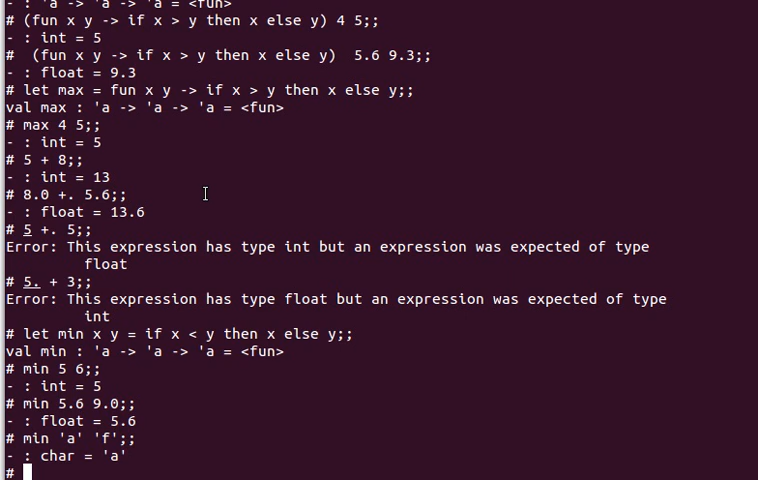 - : 'a -> 'a -> 'a = <fun>
# (fun x y -> if x > y then x else y) 4 5;;
- : int = 5
#  (fun x y -> if x > y then x else y)  5.6 9.3;;
- : float = 9.3
# let max = fun x y -> if x > y then x else y;;
val max : 'a -> 'a -> 'a = <fun>
# max 4 5;;
- : int = 5
# 5 + 8;;
- : int = 13
# 8.0 +. 5.6;;
- : float = 13.6
# 5 +. 5;;
Error: This expression has type int but an expression was expected of type
         float
# 5. + 3;;
Error: This expression has type float but an expression was expected of type
         int
# let min x y = if x < y then x else y;;
val min : 'a -> 'a -> 'a = <fun>
# min 5 6;;
- : int = 5
# min 5.6 9.0;;
- : float = 5.6
# min 'a' 'f';;
- : char = 'a'
#